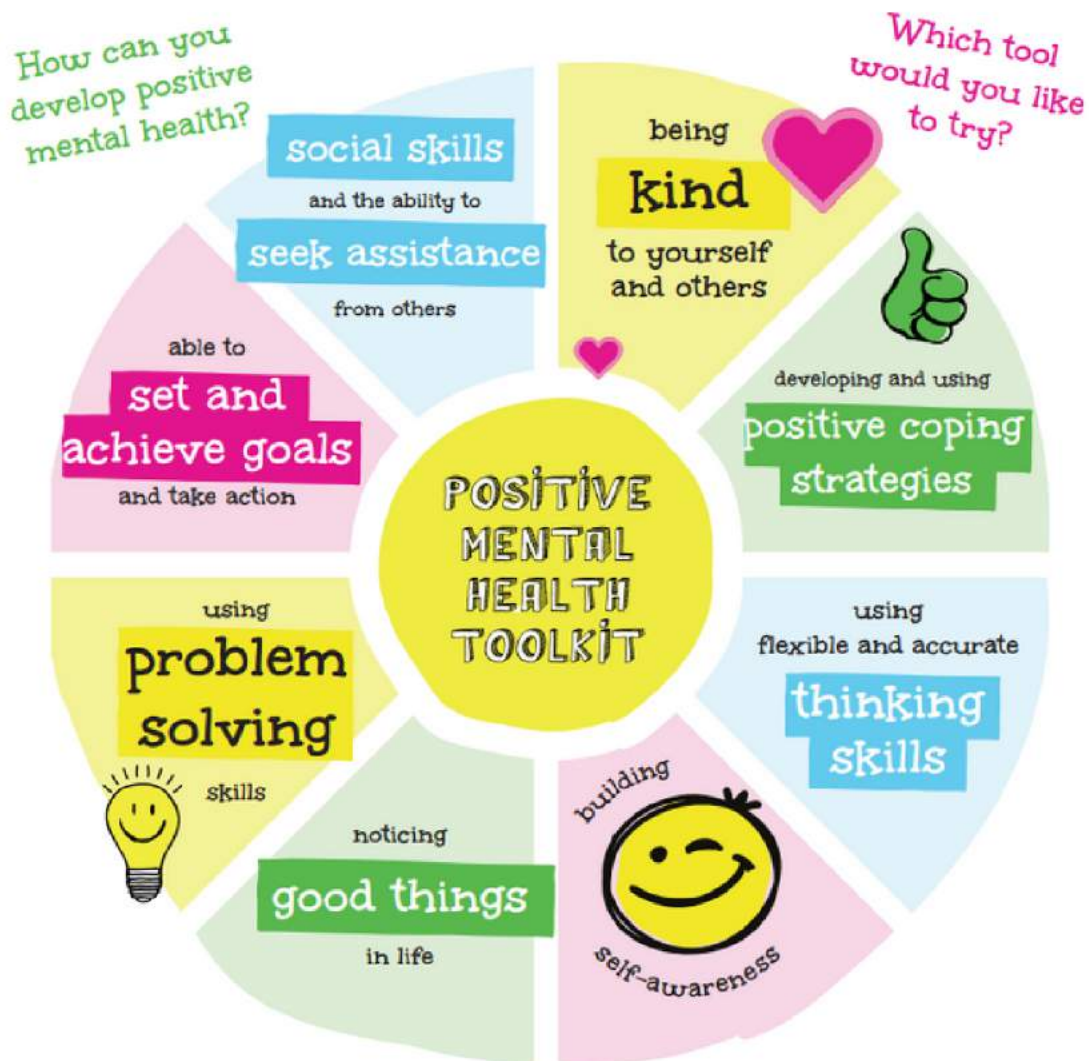 How can you
develop positive
mental health?
Which tool
would you like
to try?
social skills
and the ability to
seek assistance
from others
being
kind
to yourself
and others
developing and using
positive coping
strategies
using
flexible and accurate
thinking
skills
building
self-awareness
noticing
good things
in life
using
problem
solving
skills
able to
set and
achieve goals
and take action
POSITIVE
MENTAL
HEALTH
TOOLKIT